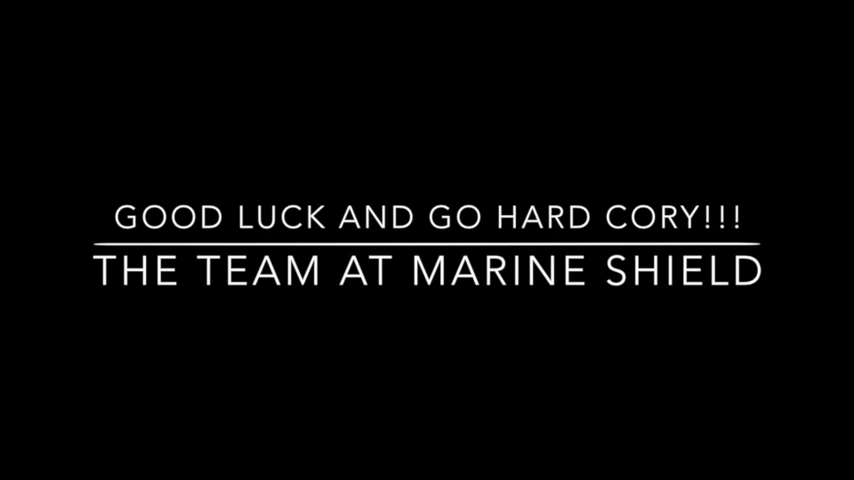 GOOD LUCK AND GO HARD CORY!!!
THE TEAM AT MARINE SHIELD